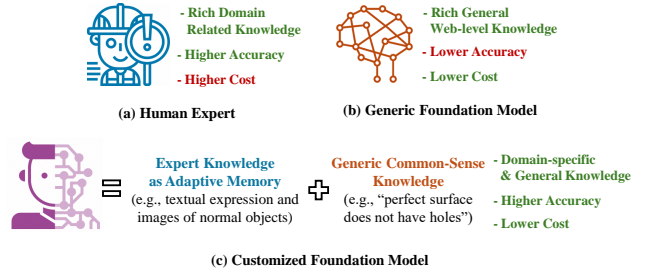 - Rich Domain
Related Knowledge
- Higher Accuracy
- Higher Cost
(a) Human Expert
- Rich General
Web-level Knowledge
- Lower Accuracy
- Lower Cost
(b) Generic Foundation Model
Expert Knowledge
as Adaptive Memory
(e.g., textual expression and
images of normal objects)
Generic Common-Sense
Knowledge
(e.g., “perfect surface
does not have holes”)
- Domain-specific
& General Knowledge
- Higher Accuracy
- Lower Cost
(c) Customized Foundation Model